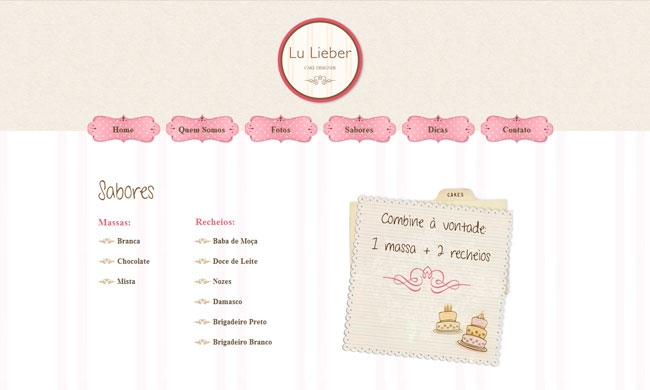 Lu Lieber
CAKE DESIGNER
Home
Quem Somos
Fotos
Sabores
Dicas
Contato
Sabores
Massas:
Branca
Chocolate
Mista
Recheios:
Baba de Moça
Doce de Leite
Nozes
Damasco
Brigadeiro Preto
Brigadeiro Branco
CAKES
Combine à vontade
1 massa + 2 recheios